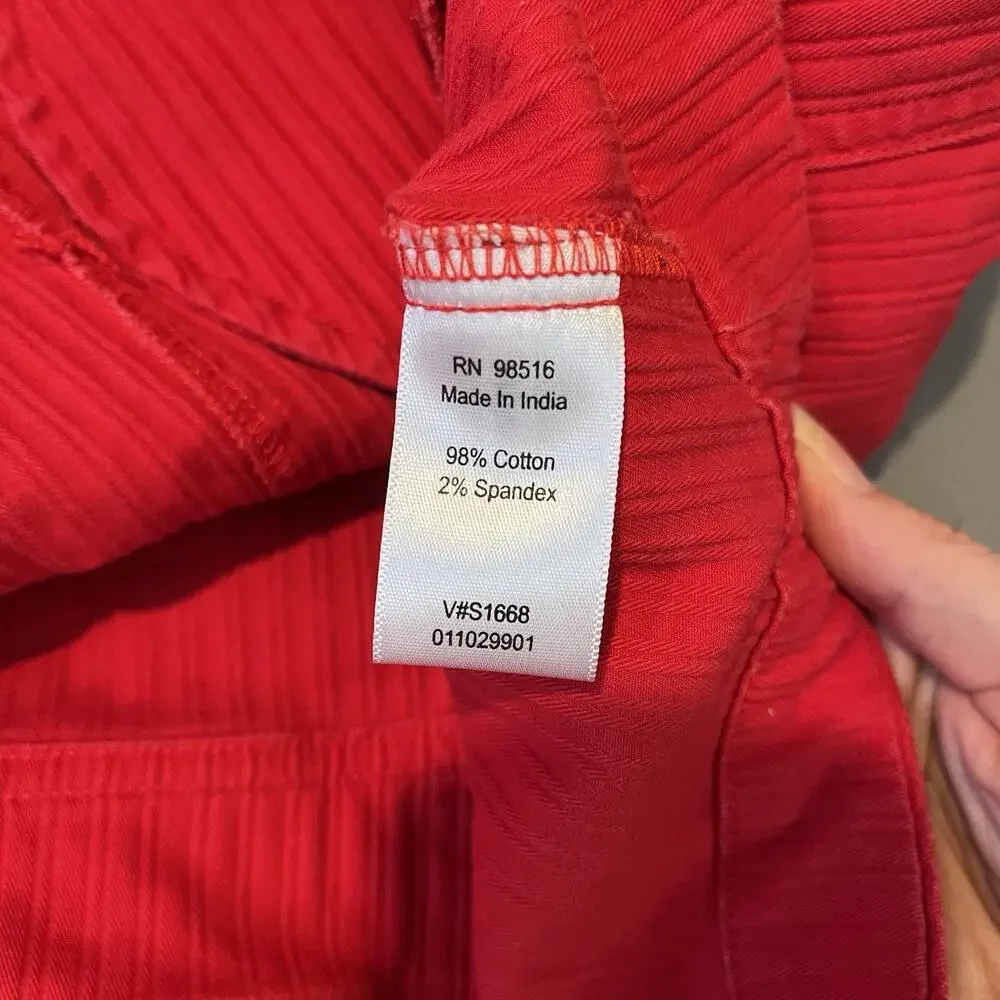 RN 98516
Made In India
98% Cotton
2% Spandex
V#S1668
011029901